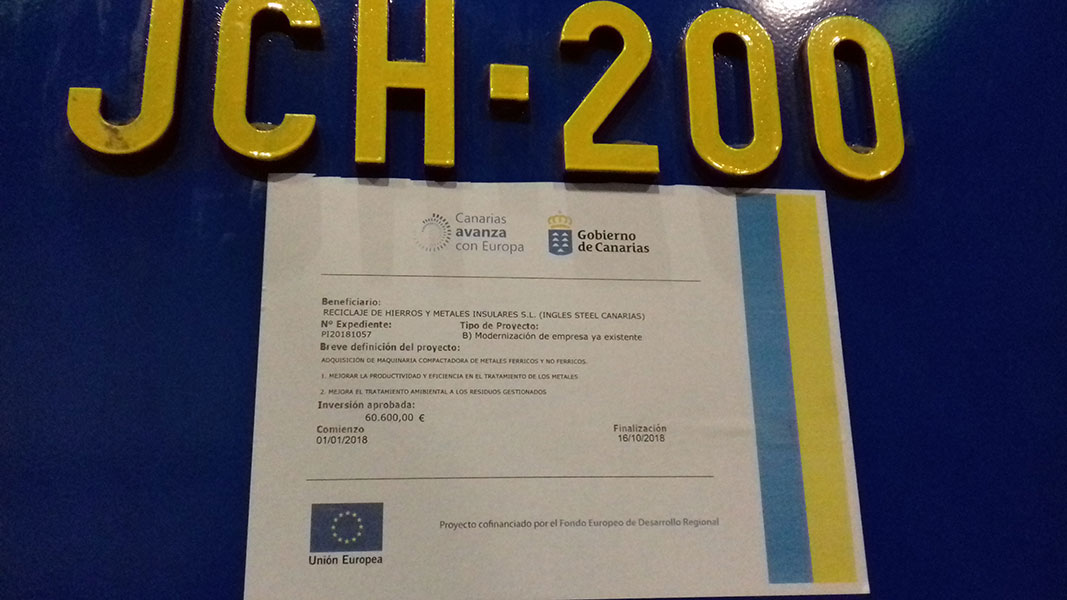 JCH-200
Canarias
avanza
con Europa
Gobierno
de Canarias
Beneficiario:
RECICLAJE DE HIERROS Y METALES INSULARES S.L. (INGLES STEEL CANARIAS)
Nº Expediente: Tipo de Proyecto:
PI20181057 B) Modernización de empresa ya existente
Breve definición del proyecto:
ADQUISICIÓN DE MAQUINARIA COMPACTADORA DE METALES FERRICOS Y NO FERRICOS.
1. MEJORAR LA PRODUCTIVIDAD Y EFICIENCIA EN EL TRATAMIENTO DE LOS METALES
2. MEJORA EL TRATAMIENTO AMIBIENTAL A LOS RESIDUOS GESTIONADOS
Inversión aprobada:
60.600,00 €
Comienzo Finalización
01/01/2018 16/10/2018
Proyecto cofinanciado por el Fondo Europeo de Desarrollo Regional
Unión Europea